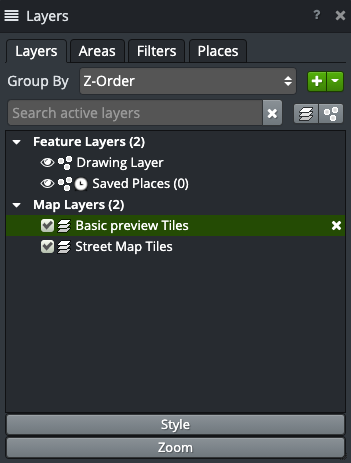 Layers ?
Layers Areas Filters Places
Group By Z-Order
Search active layers
Feature Layers (2)
Drawing Layer
Saved Places (0)
Map Layers (2)
Basic preview Tiles
Street Map Tiles
Style
Zoom